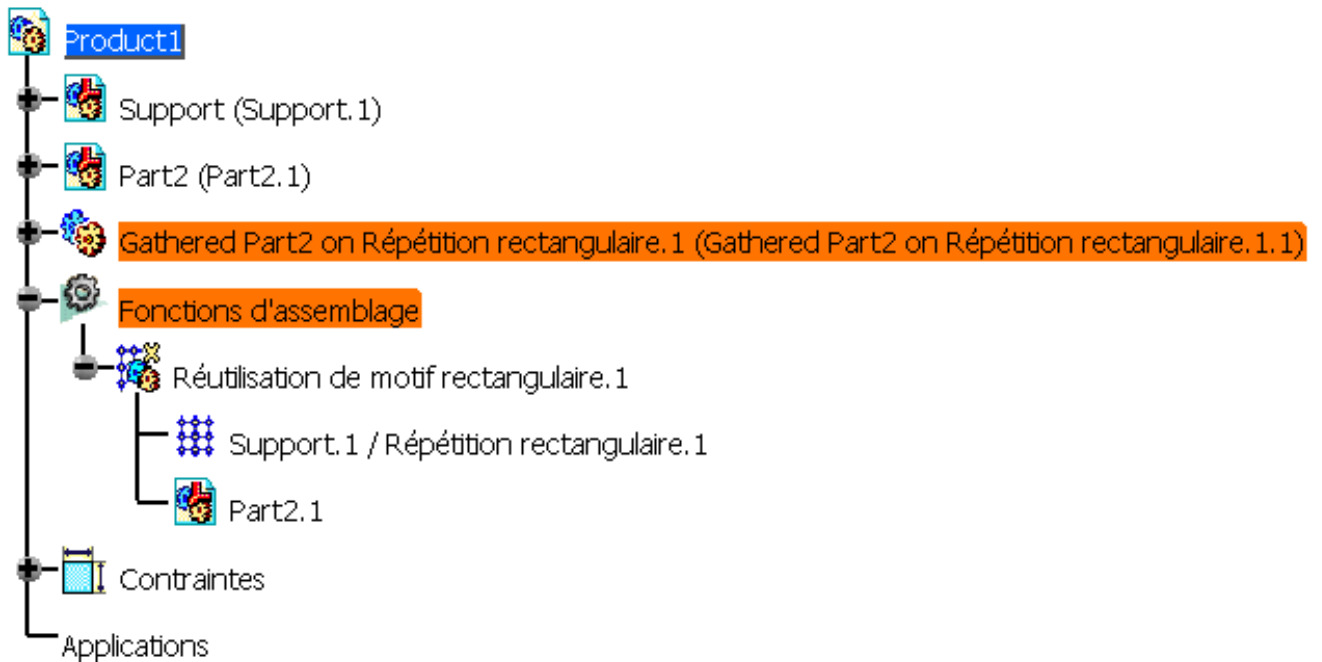 Product1
Support (Support.1)
Part2 (Part2.1)
Gathered Part2 on Répétition rectangulaire.1 (Gathered Part2 on Répétition rectangulaire.1.1)
Fonctions d'assemblage
Réutilisation de motif rectangulaire.1
Support.1 / Répétition rectangulaire.1
Part2.1
Contraintes
Applications